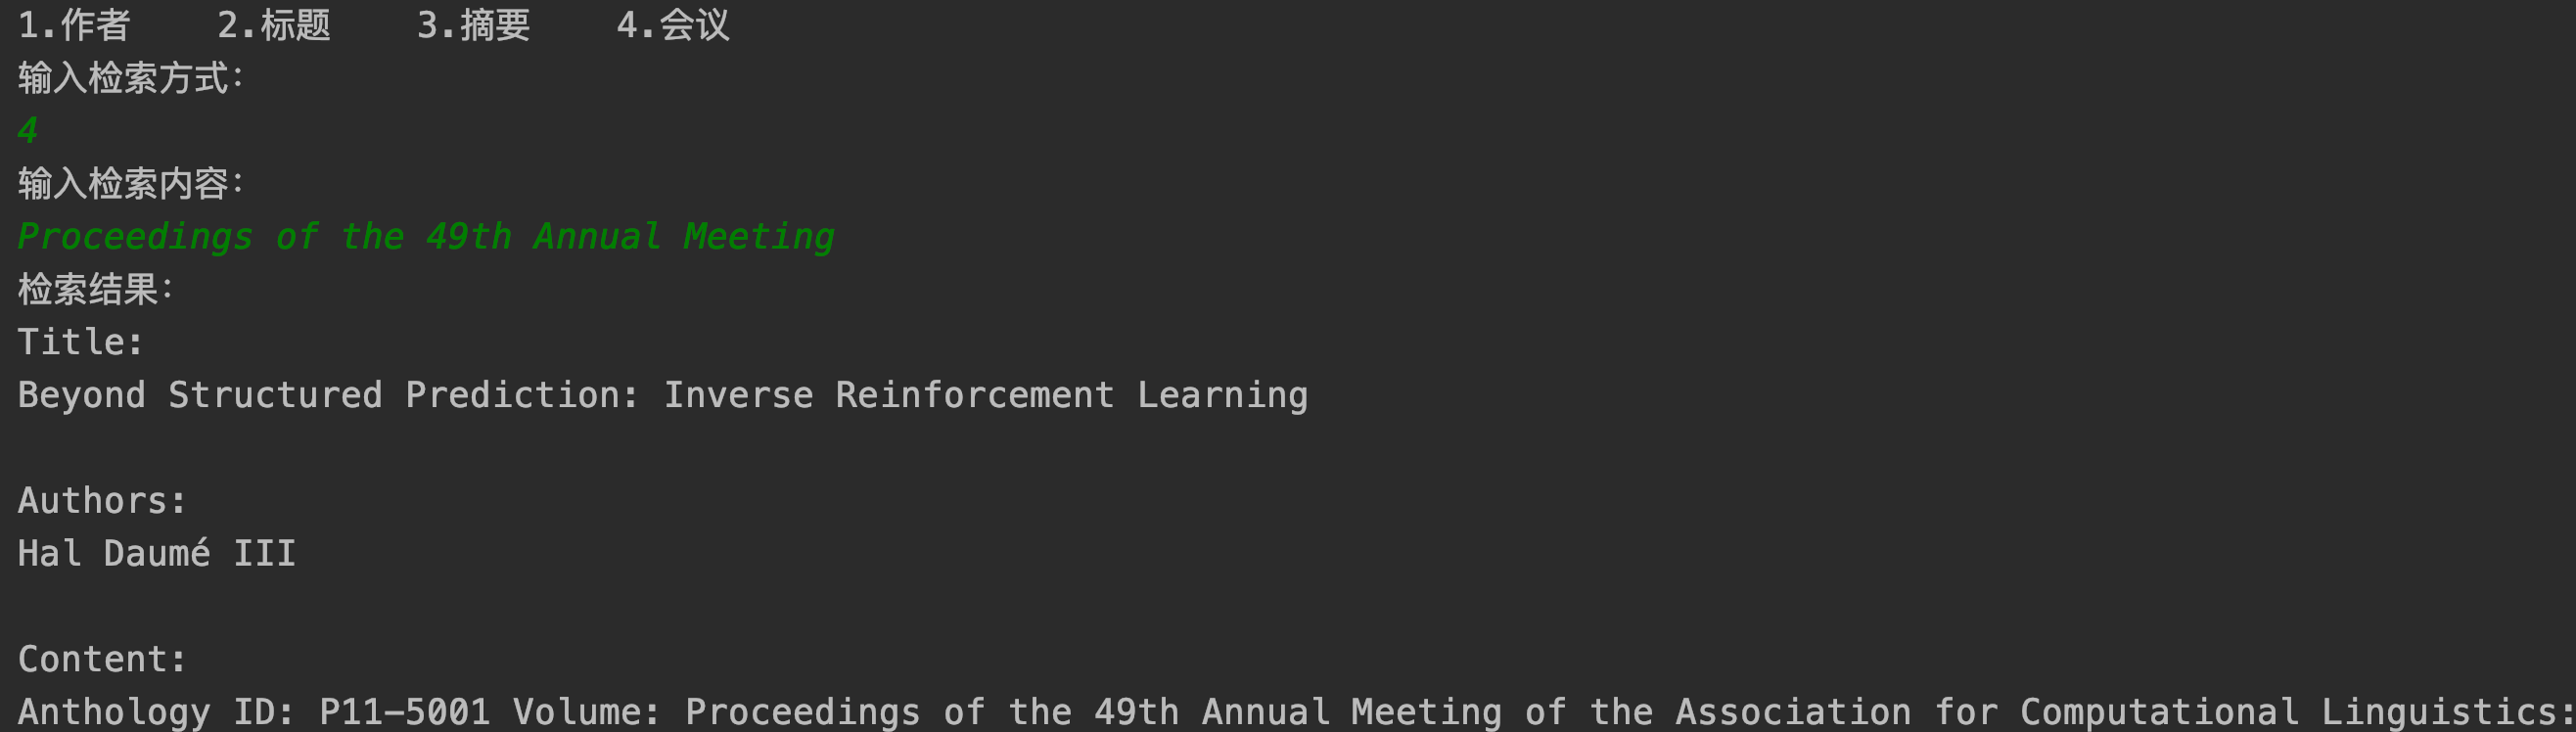 1.作者    2.标题    3.摘要    4.会议
输入检索方式：
4
输入检索内容：
Proceedings of the 49th Annual Meeting
检索结果：
Title:
Beyond Structured Prediction: Inverse Reinforcement Learning
Authors:
Hal Daumé III
Content:
Anthology ID: P11-5001 Volume: Proceedings of the 49th Annual Meeting of the Association for Computational Linguistics: